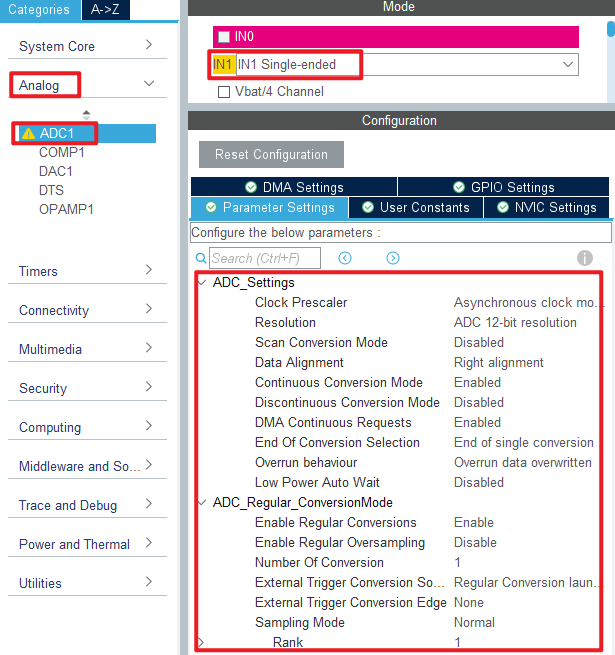 Categories A->Z
System Core
Analog
ADC1
COMP1
DAC1
DTS
OPAMP1
Timers
Connectivity
Multimedia
Security
Computing
Middleware and So...
Trace and Debug
Power and Thermal
Utilities
Mode
IN0
IN1 IN1 Single-ended
Vbat/4 Channel
Configuration
Reset Configuration
DMA Settings GPIO Settings
Parameter Settings User Constants NVIC Settings
Configure the below parameters :
Search (Ctrl+F)
ADC_Settings
Clock Prescaler Asynchronous clock mo...
Resolution ADC 12-bit resolution
Scan Conversion Mode Disabled
Data Alignment Right alignment
Continuous Conversion Mode Enabled
Discontinuous Conversion Mode Disabled
DMA Continuous Requests Enabled
End Of Conversion Selection End of single conversion
Overrun behaviour Overrun data overwritten
Low Power Auto Wait Disabled
ADC_Regular_ConversionMode
Enable Regular Conversions Enable
Enable Regular Oversampling Disable
Number Of Conversion 1
External Trigger Conversion So... Regular Conversion laun...
External Trigger Conversion Edge None
Sampling Mode Normal
Rank 1